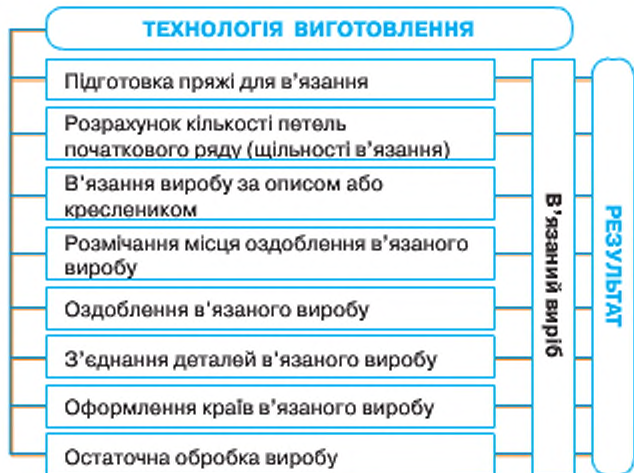 ТЕХНОЛОГІЯ ВИГОТОВЛЕННЯ
Підготовка пряжі для в’язання
Розрахунок кількості петель
початкового ряду (щільності в’язання)
В’язання виробу за описом або
креслеником
Розмічання місця оздоблення в’язаного
виробу
Оздоблення в’язаного виробу
З’єднання деталей в’язаного виробу
Оформлення країв в’язаного виробу
Остаточна обробка виробу
В’язаний виріб
РЕЗУЛЬТАТ